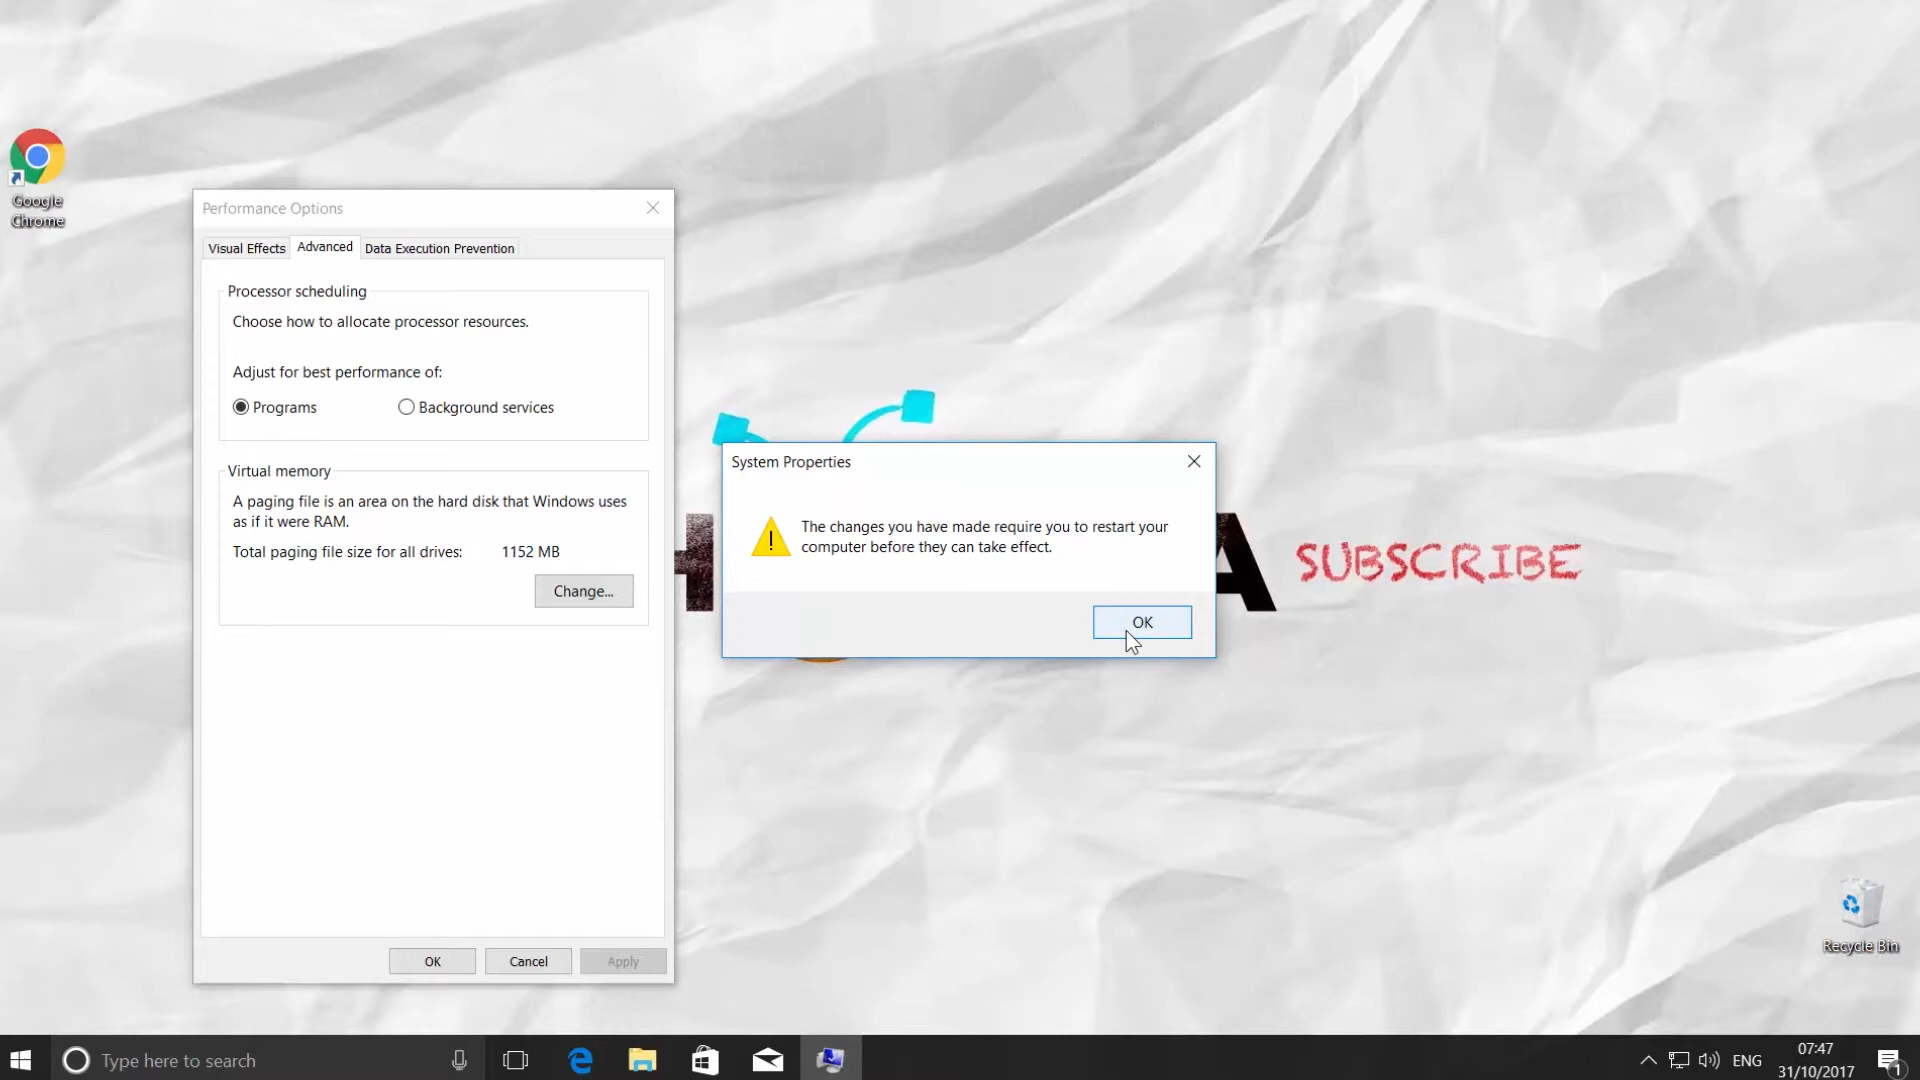 Google
Chrome
Performance Options
Visual Effects
Advanced
Data Execution Prevention
Processor scheduling
Choose how to allocate processor resources.
Adjust for best performance of:
Programs
Background services
Virtual memory
A paging file is an area on the hard disk that Windows uses
as if it were RAM.
Total paging file size for all drives: 1152 MB
Change...
OK
Cancel
Apply
System Properties
The changes you have made require you to restart your
computer before they can take effect.
OK
SUBSCRIBE
Recycle Bin
Type here to search
ENG
07:47
31/10/2017
1